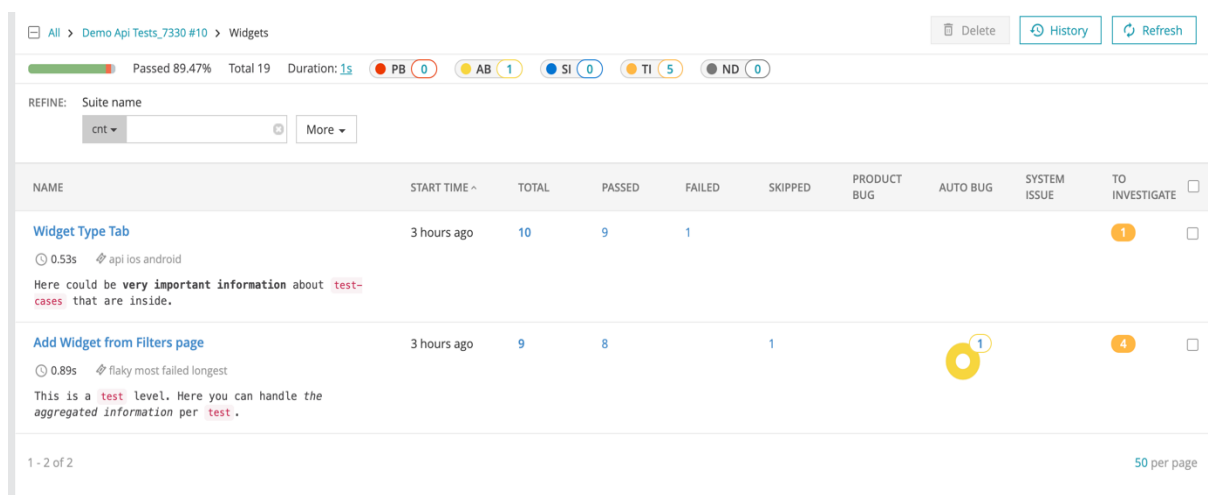 All > Demo Api Tests_7330 #10 > Widgets
Delete
History
Refresh
Passed 89.47% Total 19 Duration: 1s PB 0 AB 1 SI 0 TI 5 ND 0
REFINE: Suite name
cnt
More
NAME START TIME TOTAL PASSED FAILED SKIPPED PRODUCT BUG AUTO BUG SYSTEM ISSUE TO INVESTIGATE
Widget Type Tab 3 hours ago 10 9 1 1
0.53s api ios android
Here could be very important information about test-
cases that are inside.
Add Widget from Filters page 3 hours ago 9 8 1 1 4
0.89s flaky most failed longest
This is a test level. Here you can handle the
aggregated information per test.
1 - 2 of 2
50 per page